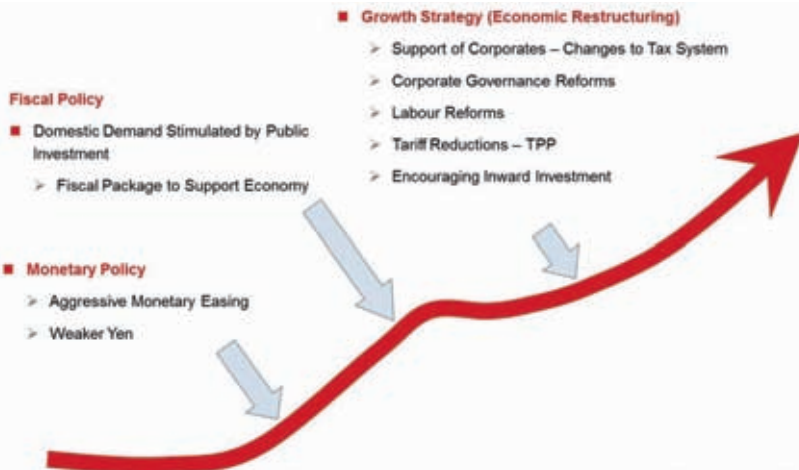 Growth Strategy (Economic Restructuring)
Support of Corporates – Changes to Tax System
Corporate Governance Reforms
Labour Reforms
Tariff Reductions – TPP
Encouraging Inward Investment
Fiscal Policy
Domestic Demand Stimulated by Public
Investment
Fiscal Package to Support Economy
Monetary Policy
Aggressive Monetary Easing
Weaker Yen